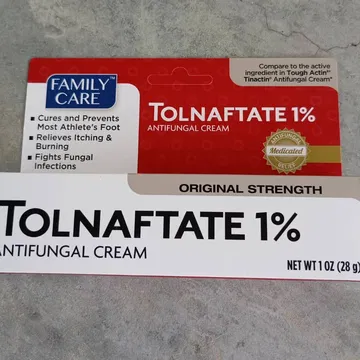 Compare to the active
ingredient in Tough Actin'®
Tinactin® Antifungal Cream*
FAMILY™
CARE
TOLNAFTATE 1%
ANTIFUNGAL CREAM
▪ Cures and Prevents
Most Athlete's Foot
▪ Relieves Itching &
Burning
▪ Fights Fungal
Infections
Medicated
ORIGINAL STRENGTH
TOLNAFTATE 1%
ANTIFUNGAL CREAM
NET WT 1 OZ (28 g)